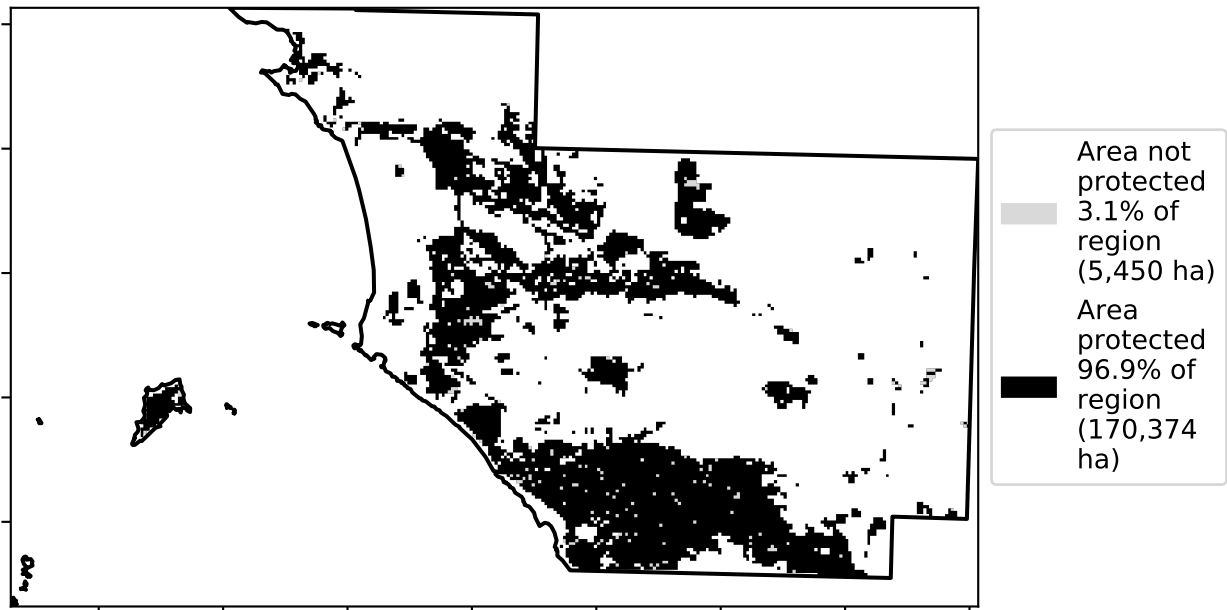 Area not
protected
3.1% of
region
(5,450 ha)
Area
protected
96.9% of
region
(170,374
ha)